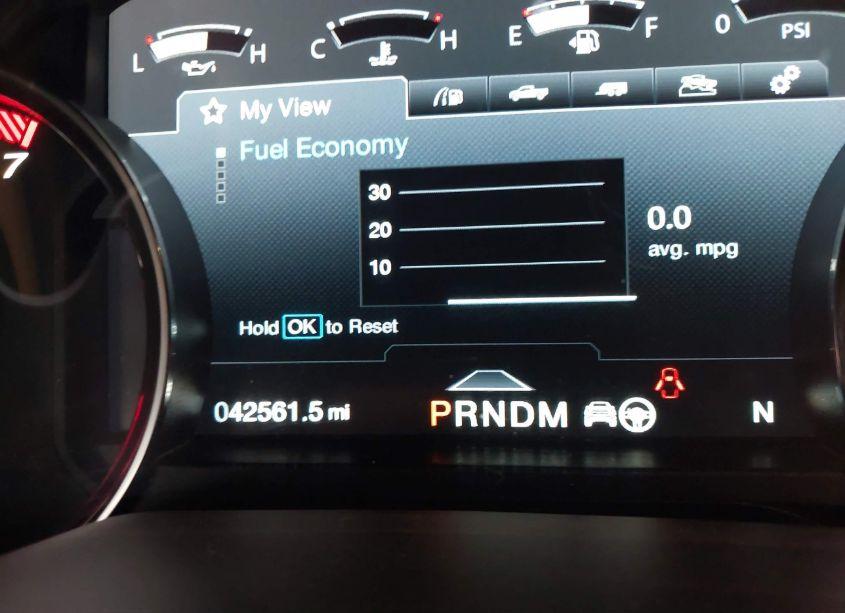 L H C H E F 0 PSI
My View
Fuel Economy
7
30
20
10
0.0
avg. mpg
Hold OK to Reset
042561.5 mi PRNDM N